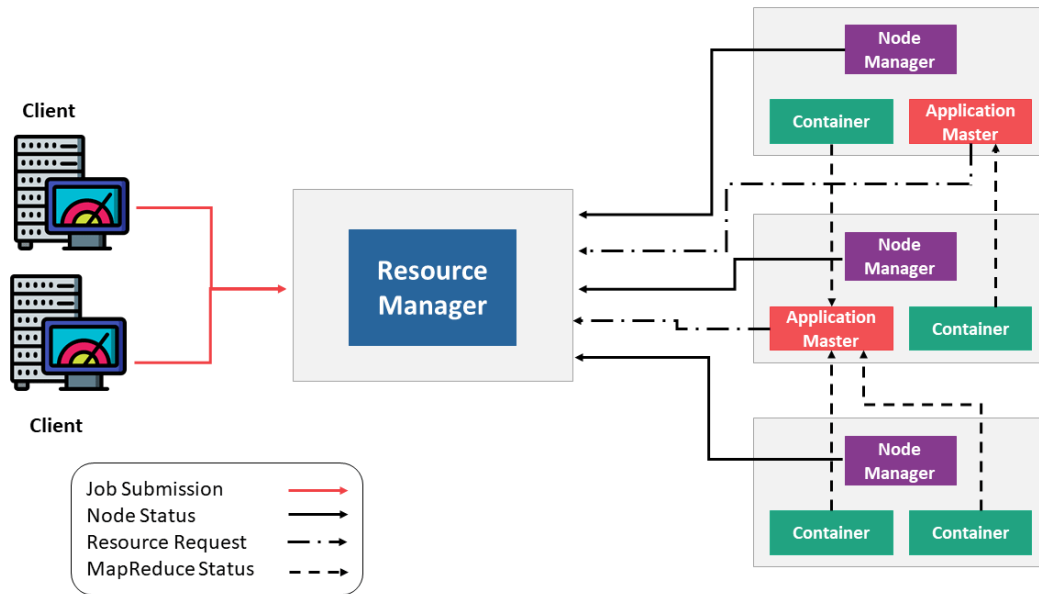 Client
Client
Resource
Manager
Node
Manager
Container
Application
Master
Node
Manager
Application
Master
Container
Node
Manager
Container
Container
Job Submission
Node Status
Resource Request
MapReduce Status